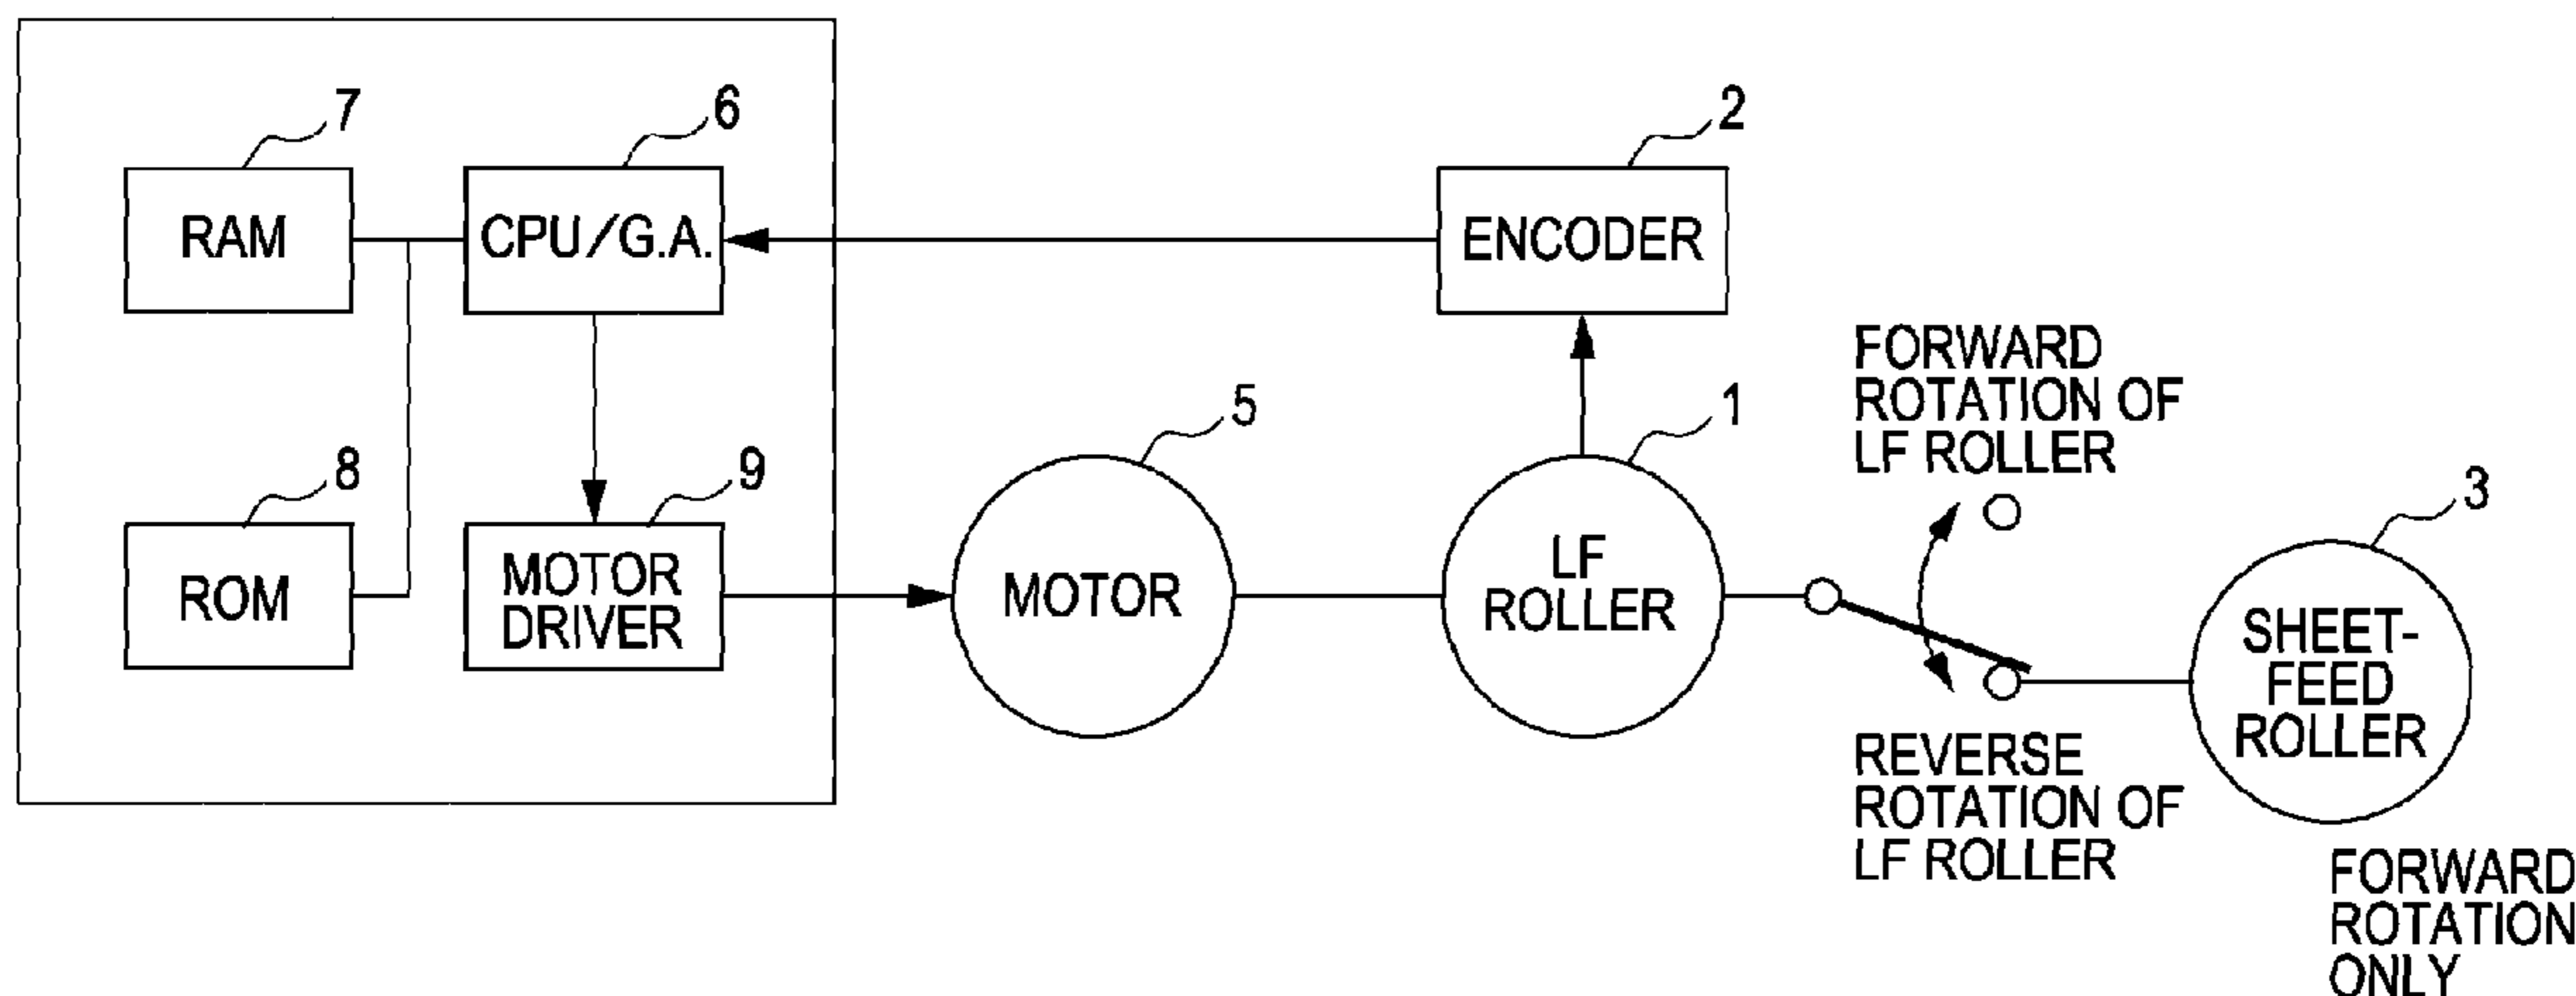 7
6
2
RAM
CPU/G.A.
ENCODER
FORWARD
ROTATION OF
LF ROLLER
5
1
8
9
3
ROM
MOTOR
DRIVER
MOTOR
LF
ROLLER
SHEET-
FEED
ROLLER
REVERSE
ROTATION OF
LF ROLLER
FORWARD
ROTATION
ONLY